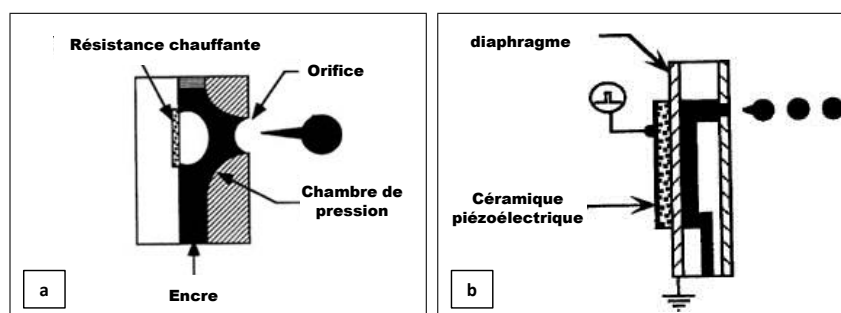 Résistance chauffante
Orifice
Chambre de
pression
Encre
a
diaphragme
Céramique
piézoélectrique
b